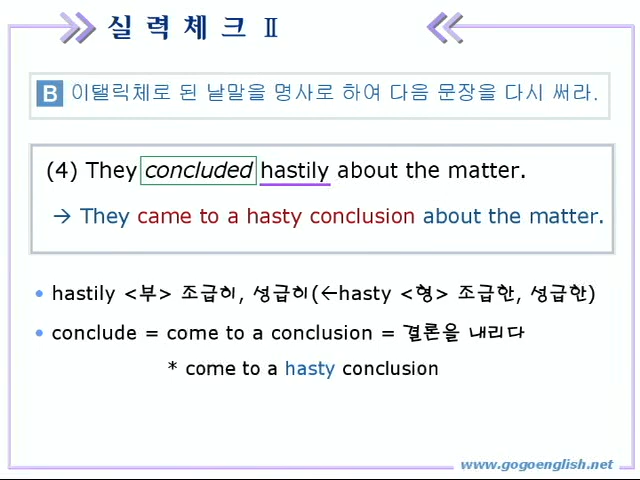 실 력 체 크 Ⅱ
B 이탤릭체로 된 낱말을 명사로 하여 다음 문장을 다시 써라.
(4) They concluded hastily about the matter.
→ They came to a hasty conclusion about the matter.
• hastily <부> 조급히, 성급히(←hasty <형> 조급한, 성급한)
• conclude = come to a conclusion = 결론을 내리다
* come to a hasty conclusion
www.gogoenglish.net